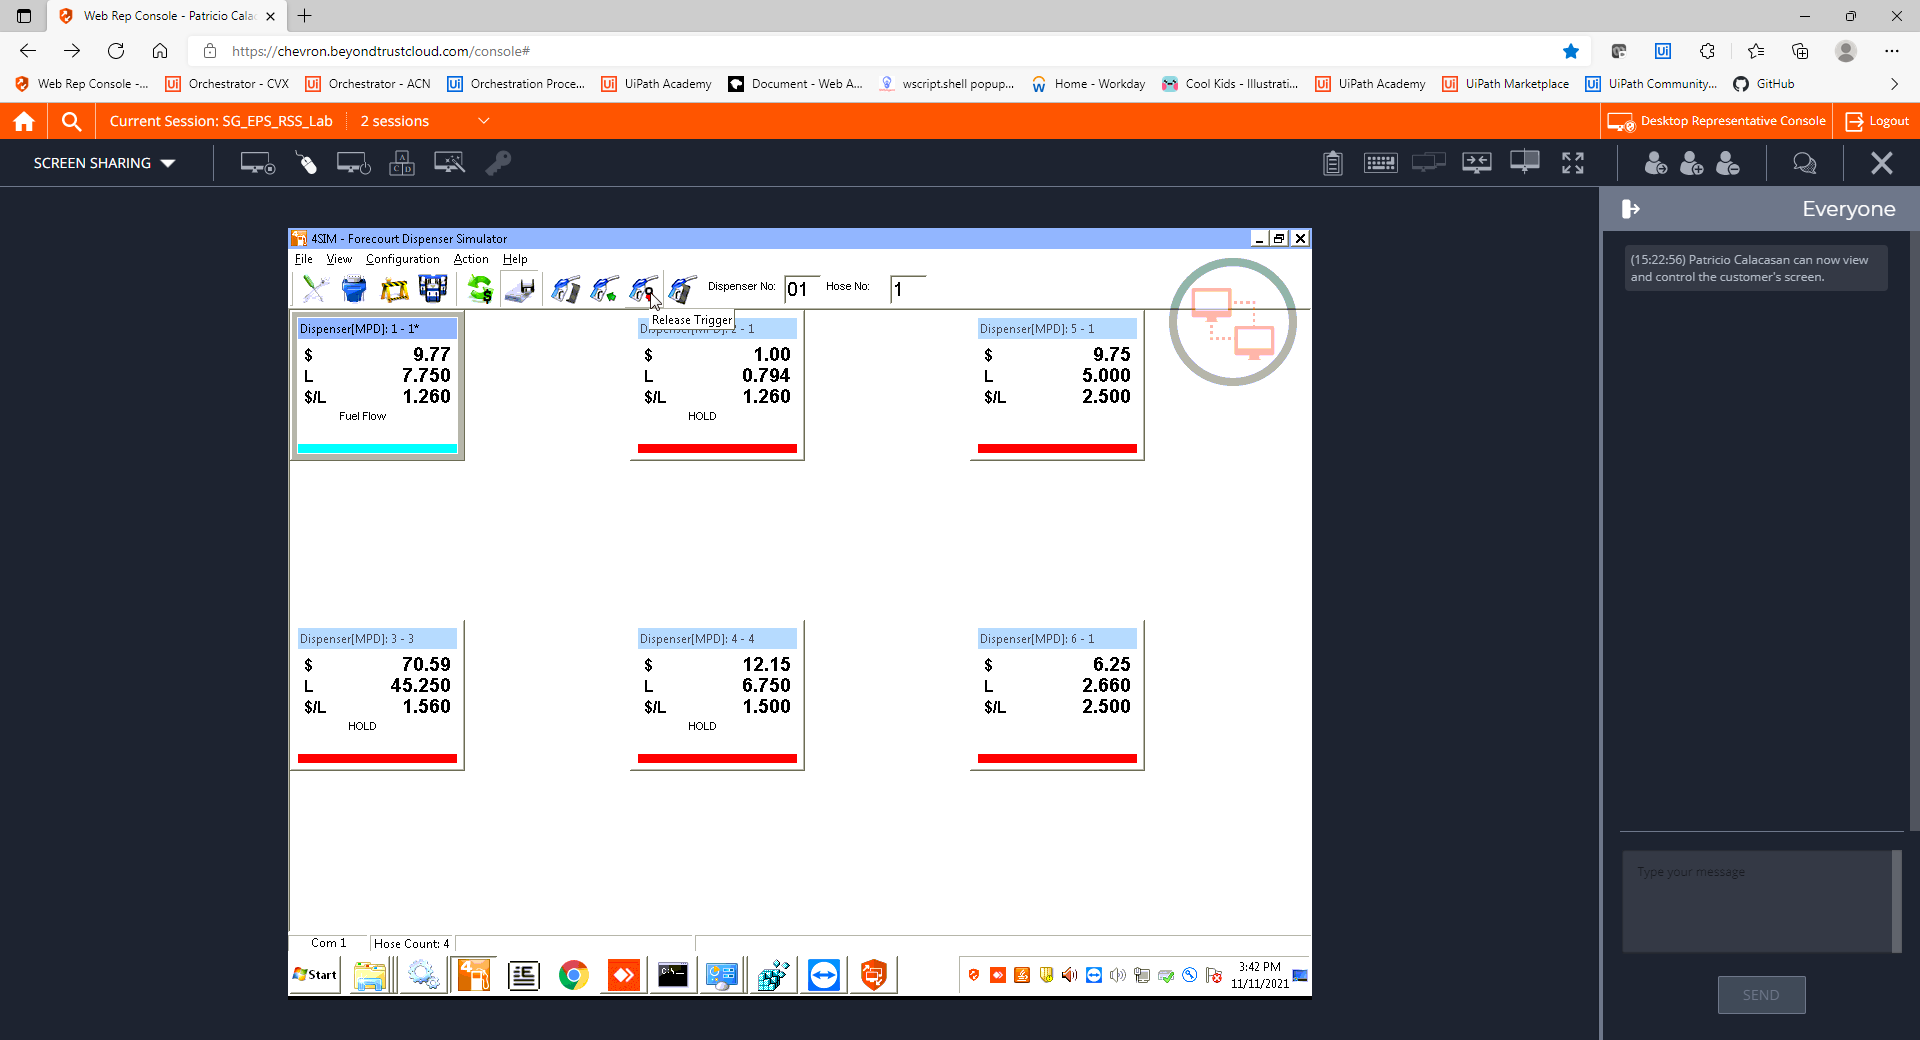 Web Rep Console - Patricio Cala
https://chevron.beyondtrustcloud.com/console#
Web Rep Console -... Orchestrator - CVX Orchestrator - ACN Orchestration Proce... UiPath Academy Document - Web A... wscript.shell popup... Home - Workday Cool Kids - Illustrati... UiPath Academy UiPath Marketplace UiPath Community... GitHub
Current Session: SG_EPS_RSS_Lab 2 sessions Desktop Representative Console Logout
SCREEN SHARING
Everyone
(15:22:56) Patricio Calacasan can now view
and control the customer's screen.
4SIM - Forecourt Dispenser Simulator
File View Configuration Action Help
Dispenser No: 01 Hose No: 1
Release Trigger
Dispenser[MPD]: 1 - 1*
$ 9.77
L 7.750
$/L 1.260
Fuel Flow
Dispenser[MPD]: 2 - 1
$ 1.00
L 0.794
$/L 1.260
HOLD
Dispenser[MPD]: 5 - 1
$ 9.75
L 5.000
$/L 2.500
Dispenser[MPD]: 3 - 3
$ 70.59
L 45.250
$/L 1.560
HOLD
Dispenser[MPD]: 4 - 4
$ 12.15
L 6.750
$/L 1.500
HOLD
Dispenser[MPD]: 6 - 1
$ 6.25
L 2.660
$/L 2.500
Com 1 Hose Count: 4
Start
3:42 PM
11/11/2021
Type your message
SEND